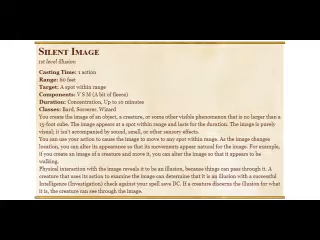 SILENT IMAGE
1st level illusion
Casting Time: 1 action
Range: 60 feet
Target: A spot within range
Components: V S M (A bit of fleece)
Duration: Concentration, Up to 10 minutes
Classes: Bard, Sorcerer, Wizard
You create the image of an object, a creature, or some other visible phenomenon that is no larger than a
15-foot cube. The image appears at a spot within range and lasts for the duration. The image is purely
visual; it isn't accompanied by sound, smell, or other sensory effects.
You can use your action to cause the image to move to any spot within range. As the image changes
location, you can alter its appearance so that its movements appear natural for the image. For example,
if you create an image of a creature and move it, you can alter the image so that it appears to be
walking.
Physical interaction with the image reveals it to be an illusion, because things can pass through it. A
creature that uses its action to examine the image can determine that it is an illusion with a successful
Intelligence (Investigation) check against your spell save DC. If a creature discerns the illusion for what
it is, the creature can see through the image.